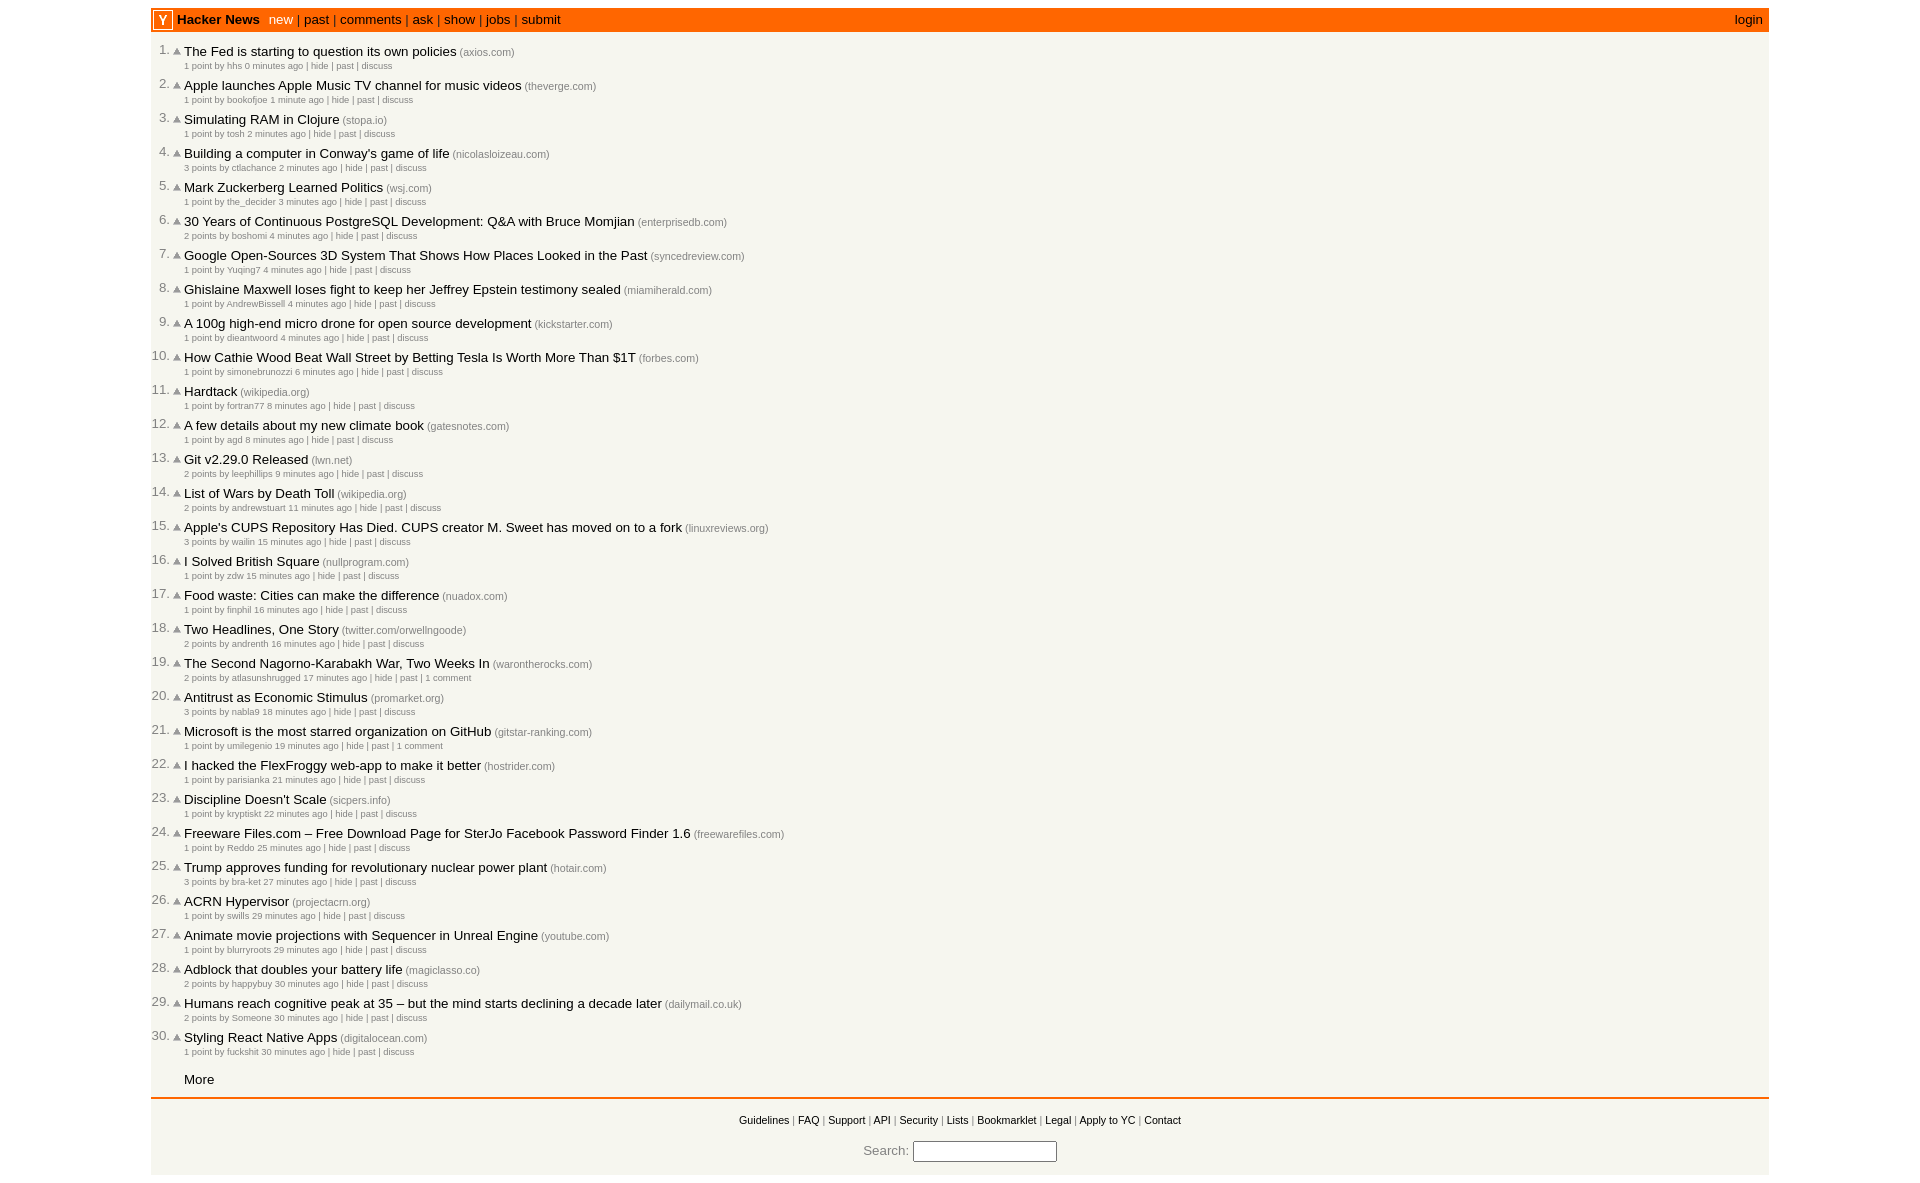 Y Hacker News new | past | comments | ask | show | jobs | submit login
1. The Fed is starting to question its own policies (axios.com)
1 point by hhs 0 minutes ago | hide | past | discuss
2. Apple launches Apple Music TV channel for music videos (theverge.com)
1 point by bookofjoe 1 minute ago | hide | past | discuss
3. Simulating RAM in Clojure (stopa.io)
1 point by tosh 2 minutes ago | hide | past | discuss
4. Building a computer in Conway's game of life (nicolasloizeau.com)
3 points by ctlachance 2 minutes ago | hide | past | discuss
5. Mark Zuckerberg Learned Politics (wsj.com)
1 point by the_decider 3 minutes ago | hide | past | discuss
6. 30 Years of Continuous PostgreSQL Development: Q&A with Bruce Momjian (enterprisedb.com)
2 points by boshomi 4 minutes ago | hide | past | discuss
7. Google Open-Sources 3D System That Shows How Places Looked in the Past (syncedreview.com)
1 point by Yuqing7 4 minutes ago | hide | past | discuss
8. Ghislaine Maxwell loses fight to keep her Jeffrey Epstein testimony sealed (miamiherald.com)
1 point by AndrewBissell 4 minutes ago | hide | past | discuss
9. A 100g high-end micro drone for open source development (kickstarter.com)
1 point by dieantwoord 4 minutes ago | hide | past | discuss
10. How Cathie Wood Beat Wall Street by Betting Tesla Is Worth More Than $1T (forbes.com)
1 point by simonebrunozzi 6 minutes ago | hide | past | discuss
11. Hardtack (wikipedia.org)
1 point by fortran77 8 minutes ago | hide | past | discuss
12. A few details about my new climate book (gatesnotes.com)
1 point by agd 8 minutes ago | hide | past | discuss
13. Git v2.29.0 Released (lwn.net)
2 points by leephillips 9 minutes ago | hide | past | discuss
14. List of Wars by Death Toll (wikipedia.org)
2 points by andrewstuart 11 minutes ago | hide | past | discuss
15. Apple's CUPS Repository Has Died. CUPS creator M. Sweet has moved on to a fork (linuxreviews.org)
3 points by wailin 15 minutes ago | hide | past | discuss
16. I Solved British Square (nullprogram.com)
1 point by zdw 15 minutes ago | hide | past | discuss
17. Food waste: Cities can make the difference (nuadox.com)
1 point by finphil 16 minutes ago | hide | past | discuss
18. Two Headlines, One Story (twitter.com/orwellngoode)
2 points by andrenth 16 minutes ago | hide | past | discuss
19. The Second Nagorno-Karabakh War, Two Weeks In (warontherocks.com)
2 points by atlasunshrugged 17 minutes ago | hide | past | 1 comment
20. Antitrust as Economic Stimulus (promarket.org)
3 points by nabla9 18 minutes ago | hide | past | discuss
21. Microsoft is the most starred organization on GitHub (gitstar-ranking.com)
1 point by umilegenio 19 minutes ago | hide | past | 1 comment
22. I hacked the FlexFroggy web-app to make it better (hostrider.com)
1 point by parisianka 21 minutes ago | hide | past | discuss
23. Discipline Doesn't Scale (sicpers.info)
1 point by kryptiskt 22 minutes ago | hide | past | discuss
24. Freeware Files.com – Free Download Page for SterJo Facebook Password Finder 1.6 (freewarefiles.com)
1 point by Reddo 25 minutes ago | hide | past | discuss
25. Trump approves funding for revolutionary nuclear power plant (hotair.com)
3 points by bra-ket 27 minutes ago | hide | past | discuss
26. ACRN Hypervisor (projectacrn.org)
1 point by swills 29 minutes ago | hide | past | discuss
27. Animate movie projections with Sequencer in Unreal Engine (youtube.com)
1 point by blurryroots 29 minutes ago | hide | past | discuss
28. Adblock that doubles your battery life (magiclasso.co)
2 points by happybuy 30 minutes ago | hide | past | discuss
29. Humans reach cognitive peak at 35 – but the mind starts declining a decade later (dailymail.co.uk)
2 points by Someone 30 minutes ago | hide | past | discuss
30. Styling React Native Apps (digitalocean.com)
1 point by fuckshit 30 minutes ago | hide | past | discuss
More
Guidelines | FAQ | Support | API | Security | Lists | Bookmarklet | Legal | Apply to YC | Contact
Search: